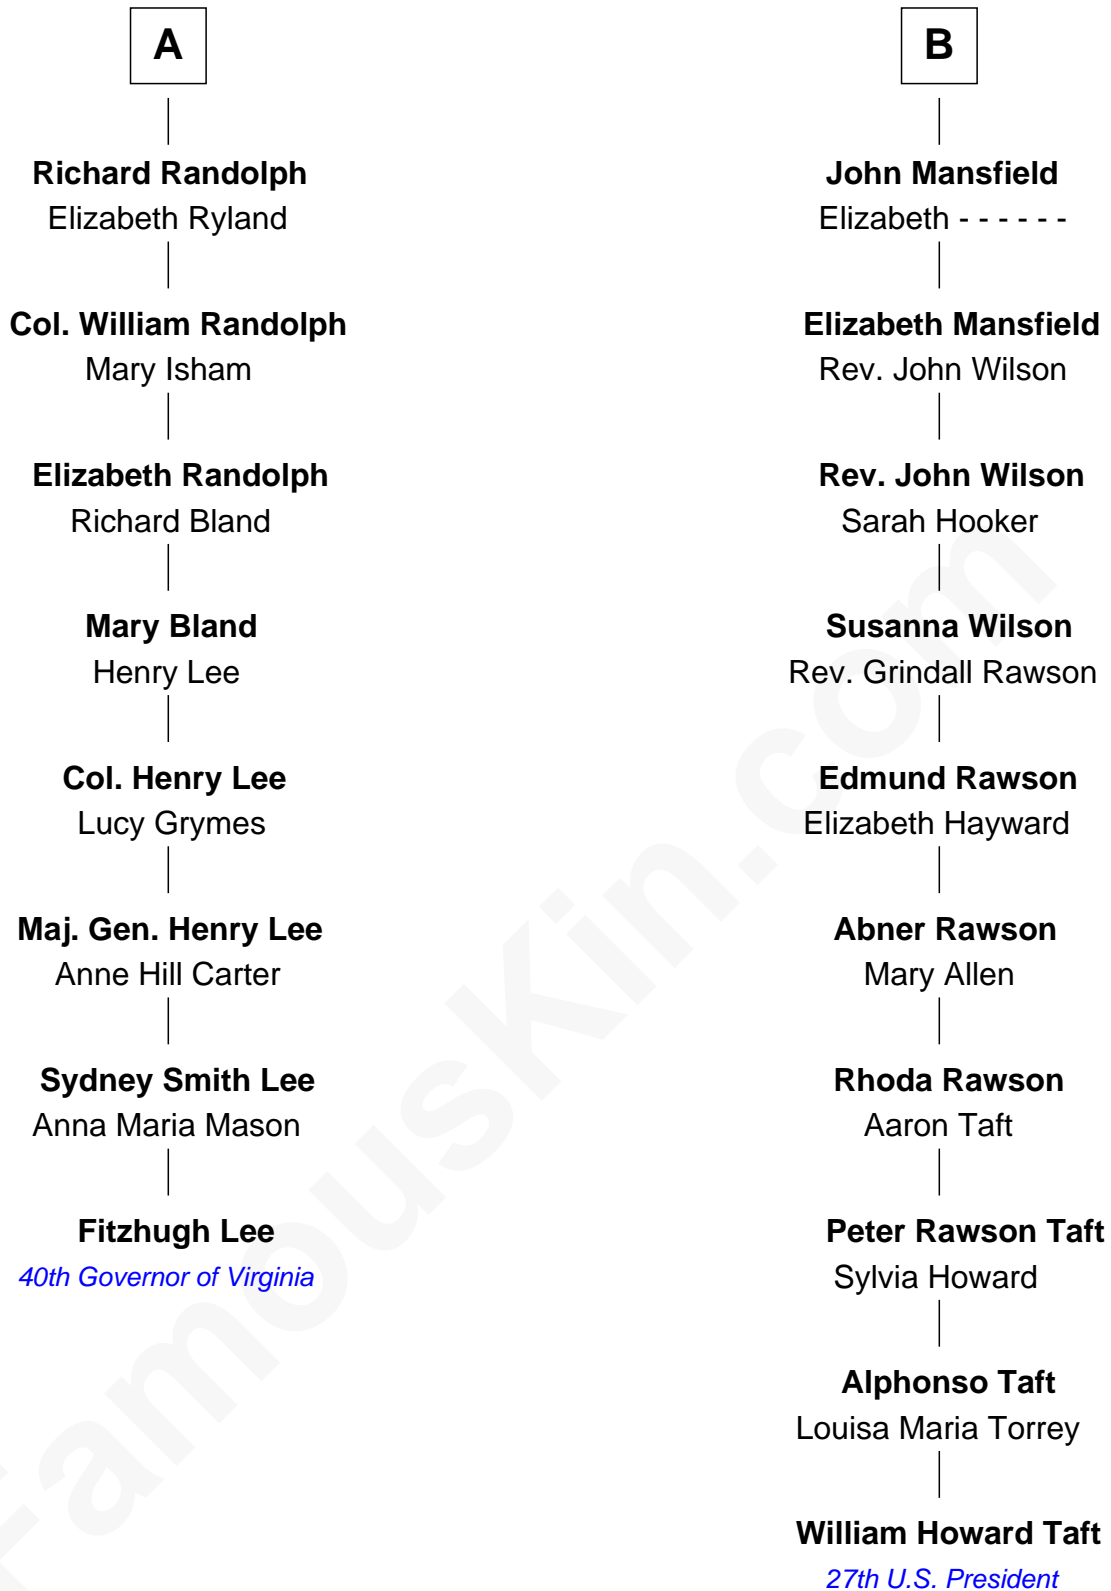 A
Richard Randolph
Elizabeth Ryland
Col. William Randolph
Mary Isham
Elizabeth Randolph
Richard Bland
Mary Bland
Henry Lee
Col. Henry Lee
Lucy Grymes
Maj. Gen. Henry Lee
Anne Hill Carter
Sydney Smith Lee
Anna Maria Mason
Fitzhugh Lee
40th Governor of Virginia
B
John Mansfield
Elizabeth - - - - - -
Elizabeth Mansfield
Rev. John Wilson
Rev. John Wilson
Sarah Hooker
Susanna Wilson
Rev. Grindall Rawson
Edmund Rawson
Elizabeth Hayward
Abner Rawson
Mary Allen
Rhoda Rawson
Aaron Taft
Peter Rawson Taft
Sylvia Howard
Alphonso Taft
Louisa Maria Torrey
William Howard Taft
27th U.S. President
FamousKin.com